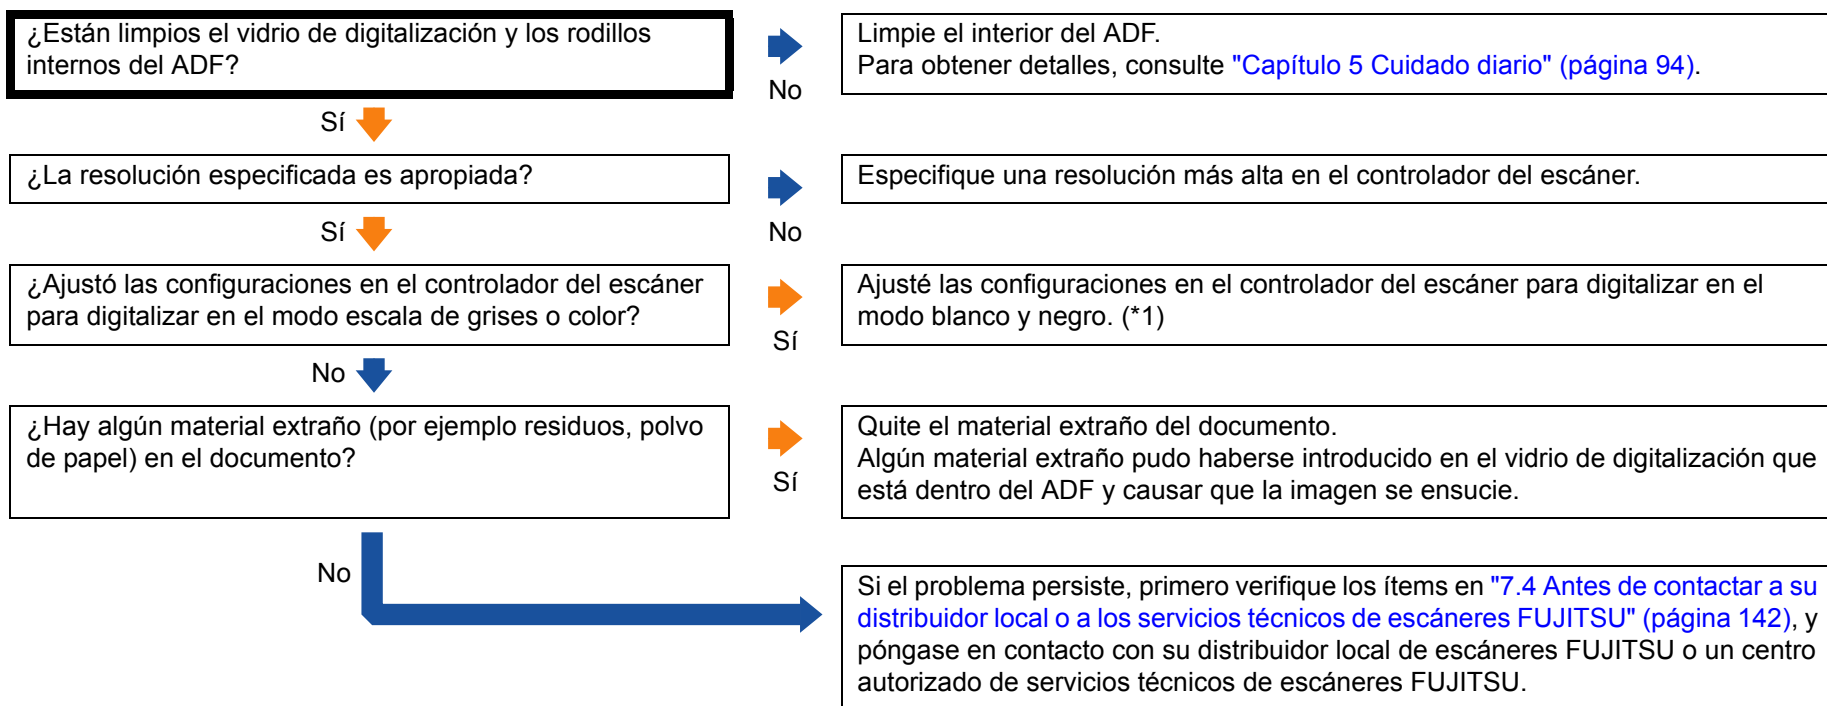 ¿Están limpios el vidrio de digitalización y los rodillos
internos del ADF?
No
Limpie el interior del ADF.
Para obtener detalles, consulte "Capítulo 5 Cuidado diario" (página 94).
Sí
¿La resolución especificada es apropiada?
No
Especifique una resolución más alta en el controlador del escáner.
Sí
¿Ajustó las configuraciones en el controlador del escáner
para digitalizar en el modo escala de grises o color?
Sí
Ajusté las configuraciones en el controlador del escáner para digitalizar en el
modo blanco y negro. (*1)
No
¿Hay algún material extraño (por ejemplo residuos, polvo
de papel) en el documento?
Sí
Quite el material extraño del documento.
Algún material extraño pudo haberse introducido en el vidrio de digitalización que
está dentro del ADF y causar que la imagen se ensucie.
No
Si el problema persiste, primero verifique los ítems en "7.4 Antes de contactar a su
distribuidor local o a los servicios técnicos de escáneres FUJITSU" (página 142), y
póngase en contacto con su distribuidor local de escáneres FUJITSU o un centro
autorizado de servicios técnicos de escáneres FUJITSU.